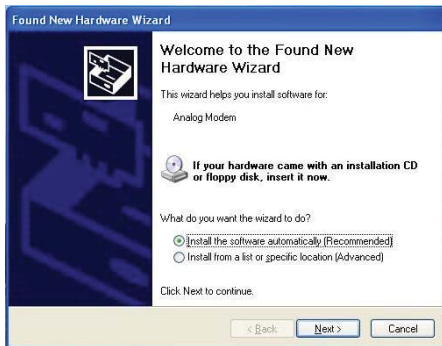 Found New Hardware Wizard
Welcome to the Found New
Hardware Wizard
This wizard helps you install software for:
Analog Modem
If your hardware came with an installation CD
or floppy disk, insert it now.
What do you want the wizard to do?
Install the software automatically (Recommended)
Install from a list or specific location (Advanced)
Click Next to continue.
< Back Next > Cancel